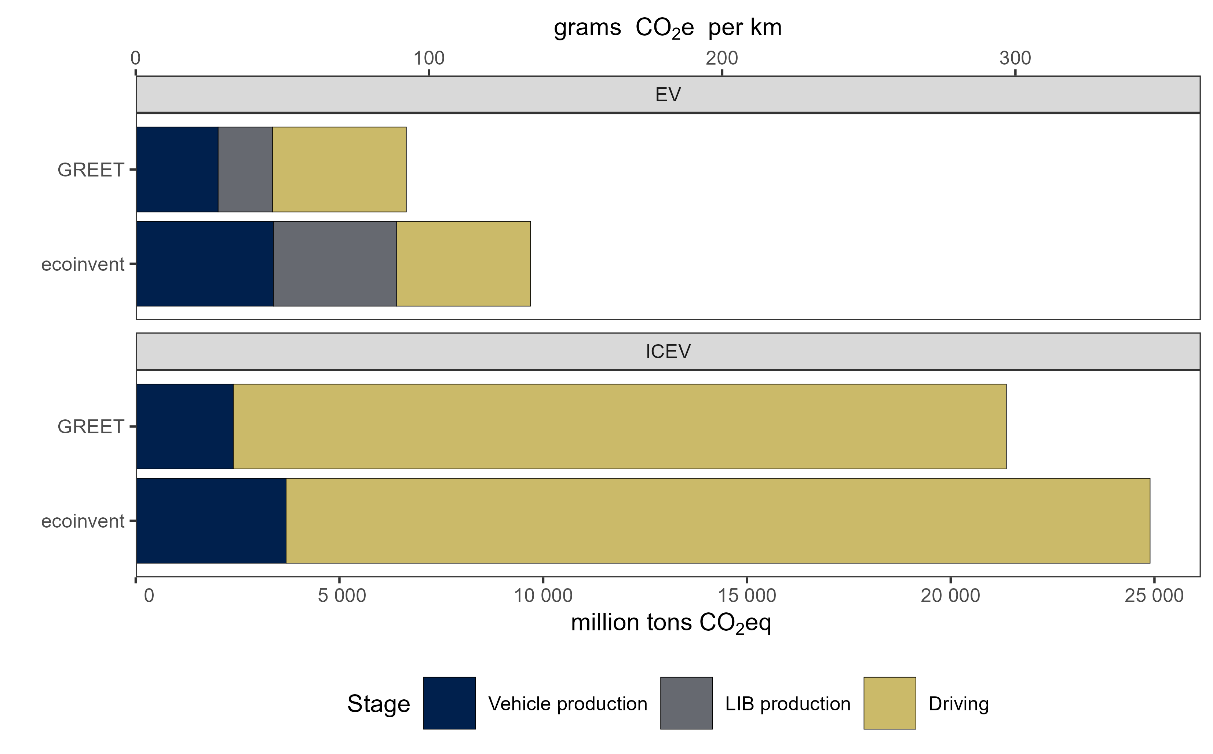 grams CO₂e per km
0 100 200 300
EV
GREET
ecoinvent
ICEV
GREET
ecoinvent
0 5 000 10 000 15 000 20 000 25 000
million tons CO₂eq
Stage Vehicle production LIB production Driving